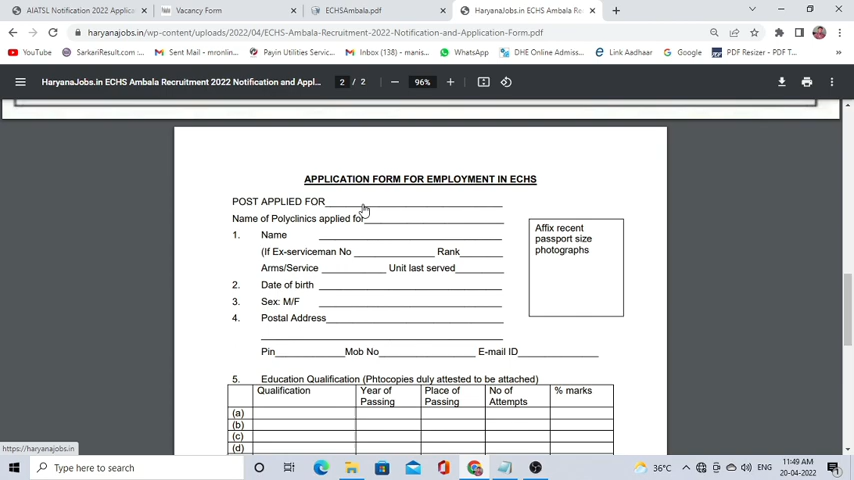 AIATSL NOTIFICATION 2022 Applica
Vacancy Form
ECHSAmbala.pdf
HaryanaJobs.in ECHS Ambala Re
haryanajobs.in/wp-content/uploads/2022/04/ECHS-Ambala-Recruitment-2022-Notification-and-Application-Form.pdf
YouTube
SarkariResult.com :...
Sent Mail - mronlin...
Payin Utilities Servic...
Inbox (138) - manis...
WhatsApp
DHE Online Admiss...
Link Aadhaar
Google
PDF Resizer | PDF T...
HaryanaJobs.in ECHS Ambala Recruitment 2022 Notification and Appl...
2 / 2
96%
APPLICATION FORM FOR EMPLOYMENT IN ECHS
POST APPLIED FOR
Name of Polyclinics applied for
Affix recent
passport size
photographs
1. Name
(If Ex-serviceman No Rank
Arms/Service Unit last served
2. Date of birth
3. Sex: M/F
4. Postal Address
Pin Mob No E-mail ID
5. Education Qualification (Phtocopies duly attested to be attached)
Qualification Year of Passing Place of Passing No of Attempts % marks
(a)
(b)
(c)
(d)
https://haryanajobs.in
Type here to search
36°C
ENG
11:49 AM
20-04-2022